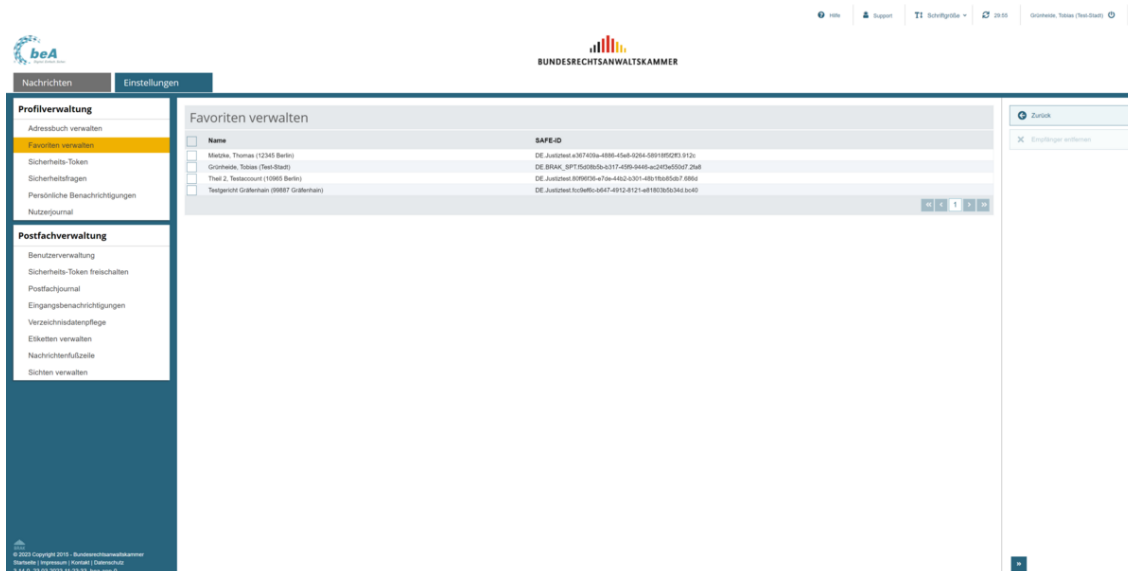 Hilfe
Support
Schriftgröße
29:55
Grünheide, Tobias (Test-Stadt)
beA
BUNDESRECHTSANWALTSKAMMER
Nachrichten
Einstellungen
Profilverwaltung
Adressbuch verwalten
Favoriten verwalten
Sicherheits-Token
Sicherheitsfragen
Persönliche Benachrichtigungen
Nutzerjournal
Postfachverwaltung
Benutzerverwaltung
Sicherheits-Token freischalten
Postfachjournal
Eingangsbenachrichtigungen
Verzeichnisdatenpflege
Etiketten verwalten
Nachrichtenfußzeile
Sichten verwalten
© 2023 Copyright 2015 - Bundesrechtsanwaltskammer
Startseite | Impressum | Kontakt | Datenschutz
Favoriten verwalten
Name SAFE-ID
Mietzke, Thomas (12345 Berlin)
Grünheide, Tobias (Test-Stadt)
Theil 2, Testaccount (10965 Berlin)
Testgericht Gräfenhain (99887 Gräfenhain)
« < 1 > »
Zurück
Empfänger entfernen
»